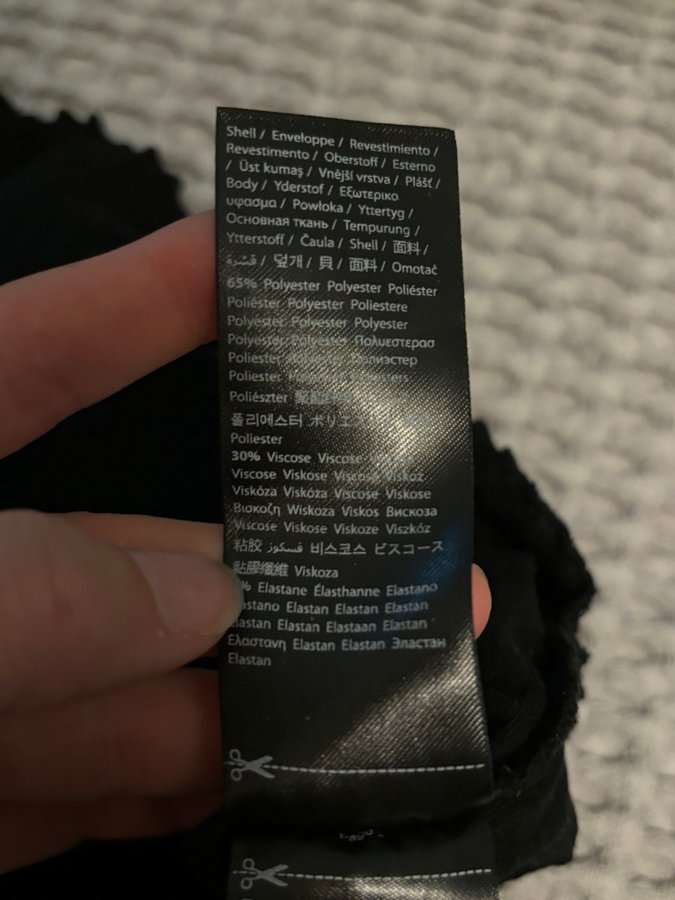 Shell / Enveloppe / Revestimiento /
Revestimento / Oberstoff / Esterno
/ Üst kumaş / Vnější vrstva / Plášť /
Body / Yderstof / Εξωτερικο
υφασμα / Powłoka / Yttertyg /
Основная ткань / Tempurung /
Ytterstoff / Čaula / Shell / 面料 /
قشرة / 덮개 / 貝 / 面料 / Omotač
65% Polyester Polyester Poliéster
Poliéster Polyester Poliestere
Polyester Polyester Polyester
Polyester Polyester Πολυεστερασ
Poliester Полиэстер
Poliester
Poliészter
폴리에스터
Poliester
30% Viscose Viscose
Viscose Viskose Viscose Viskoz
Viskóza Viskóza Viscose Viskose
Βισκοζη Wiskoza Viskos Вискоза
Viscose Viskose Viskoze Viszkóz
粘胶 فسكوز 비스코스 ビスコース
黏膠纖維 Viskoza
% Elastane Élasthanne Elastano
Elastan Elastan Elastan
Elastan Elastaan Elastan
Ελαστανη Elastan Elastan Эластан
Elastan